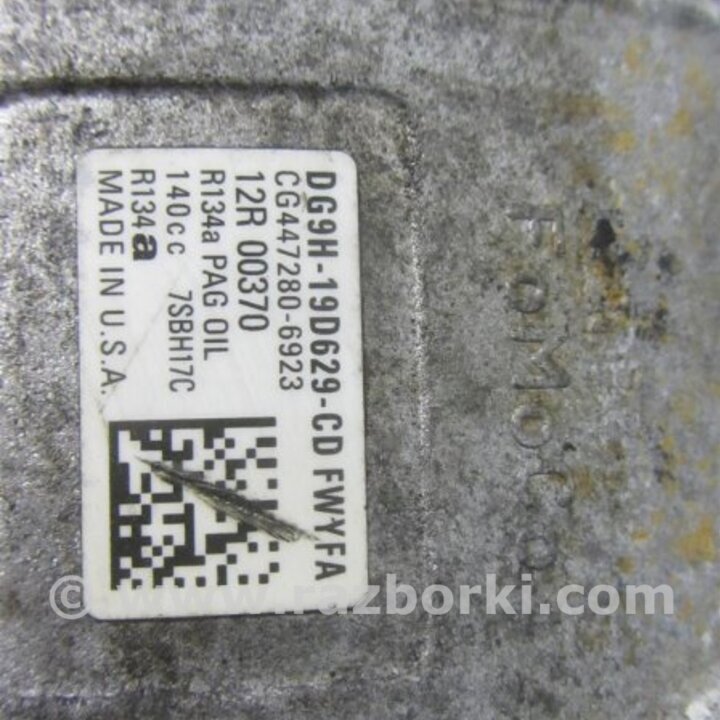 DG9H-19D629-CD FWYFA
CG447280-6923
12R 00370
R134a PAG OIL
140cc 7SBH17C
R134a
MADE IN U.S.A.
FoMoCo
© www.razborki.com